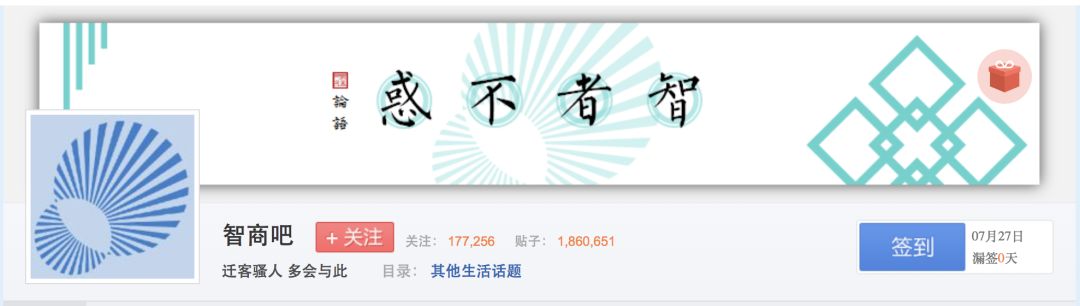 智者不惑
論語
智商吧
+ 关注
关注: 177,256
贴子: 1,860,651
签到
07月27日
漏签0天
迁客骚人 多会与此
目录: 其他生活话题